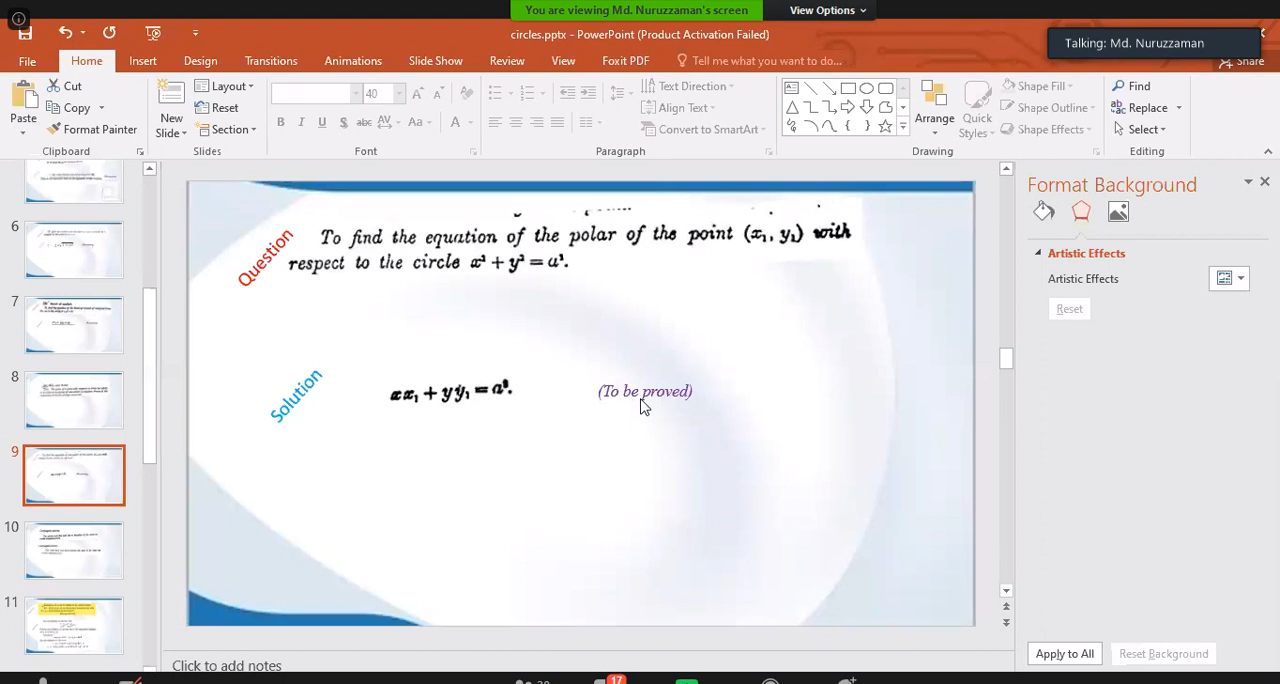 You are viewing Md. Nuruzzaman's screen
View Options
circles.pptx - PowerPoint (Product Activation Failed)
Talking: Md. Nuruzzaman
File Home Insert Design Transitions Animations Slide Show Review View Foxit PDF Tell me what you want to do... Share
Cut
Copy
Format Painter
Paste
Clipboard
New Slide
Layout
Reset
Section
Slides
40
B I U S abc AV Aa A
Font
Text Direction
Align Text
Convert to SmartArt
Paragraph
Arrange
Quick Styles
Shape Fill
Shape Outline
Shape Effects
Drawing
Find
Replace
Select
Editing
6
7
8
9
10
11
Question
To find the equation of the polar of the point (x₁, y₁) with
respect to the circle x² + y² = a².
Solution
xx₁ + yy₁ = a².
(To be proved)
Click to add notes
Format Background
Artistic Effects
Artistic Effects
Reset
Apply to All
Reset Background
17